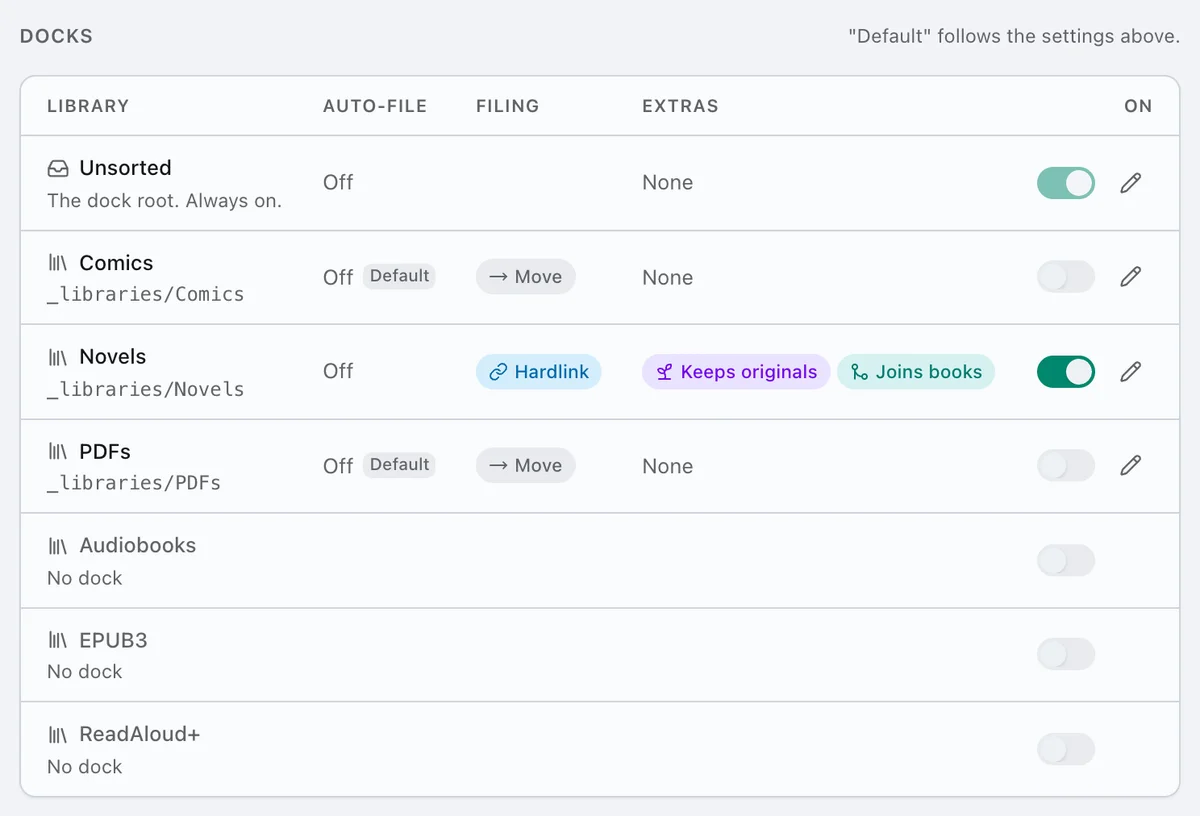 DOCKS
"Default" follows the settings above.
LIBRARY AUTO-FILE FILING EXTRAS ON
Unsorted
The dock root. Always on.
Off None
Comics
_libraries/Comics
Off Default → Move None
Novels
_libraries/Novels
Off Hardlink Keeps originals Joins books
PDFs
_libraries/PDFs
Off Default → Move None
Audiobooks
No dock
EPUB3
No dock
ReadAloud+
No dock